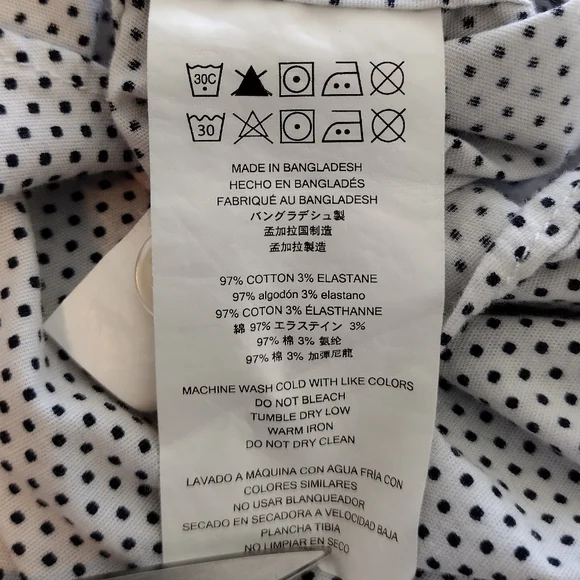 30C
30
MADE IN BANGLADESH
HECHO EN BANGLADÉS
FABRIQUÉ AU BANGLADESH
バングラデシュ製
孟加拉国制造
孟加拉製造
97% COTTON 3% ELASTANE
97% algodón 3% elastano
97% COTON 3% ÉLASTHANNE
綿 97% エラステイン 3%
97% 棉 3% 氨纶
97% 棉 3% 加澤尼龍
MACHINE WASH COLD WITH LIKE COLORS
DO NOT BLEACH
TUMBLE DRY LOW
WARM IRON
DO NOT DRY CLEAN
LAVADO A MÁQUINA CON AGUA FRÍA CON
COLORES SIMILARES
NO USAR BLANQUEADOR
SECADO EN SECADORA A VELOCIDAD BAJA
PLANCHA TIBIA
NO LIMPIAR EN SECO